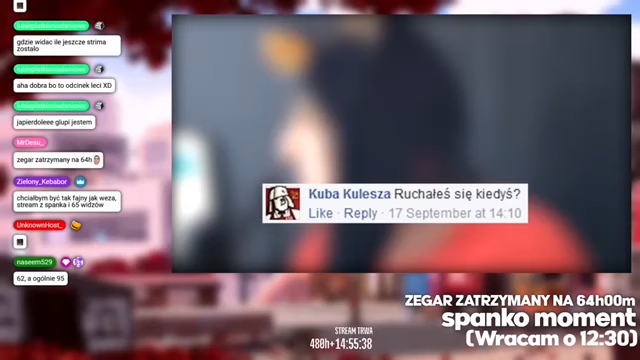 lubieplatkisniadaniowe
gdzie widac ile jeszcze strima
zostalo
aha dobra bo to odcinek leci XD
japierdoleee glupi jestem
MrDesu_
zegar zatrzymany na 64h
Zielony_Kebabor
chciałbym być tak fajny jak weza,
stream z spanka i 65 widzów
UnknownHost_
naseem529
62, a ogólnie 95
Kuba Kulesza Ruchałeś się kiedyś?
Like · Reply · 17 September at 14:10
ZEGAR ZATRZYMANY NA 64h00m
spanko moment
(Wracam o 12:30)
STREAM TRWA
480h+14:55:38